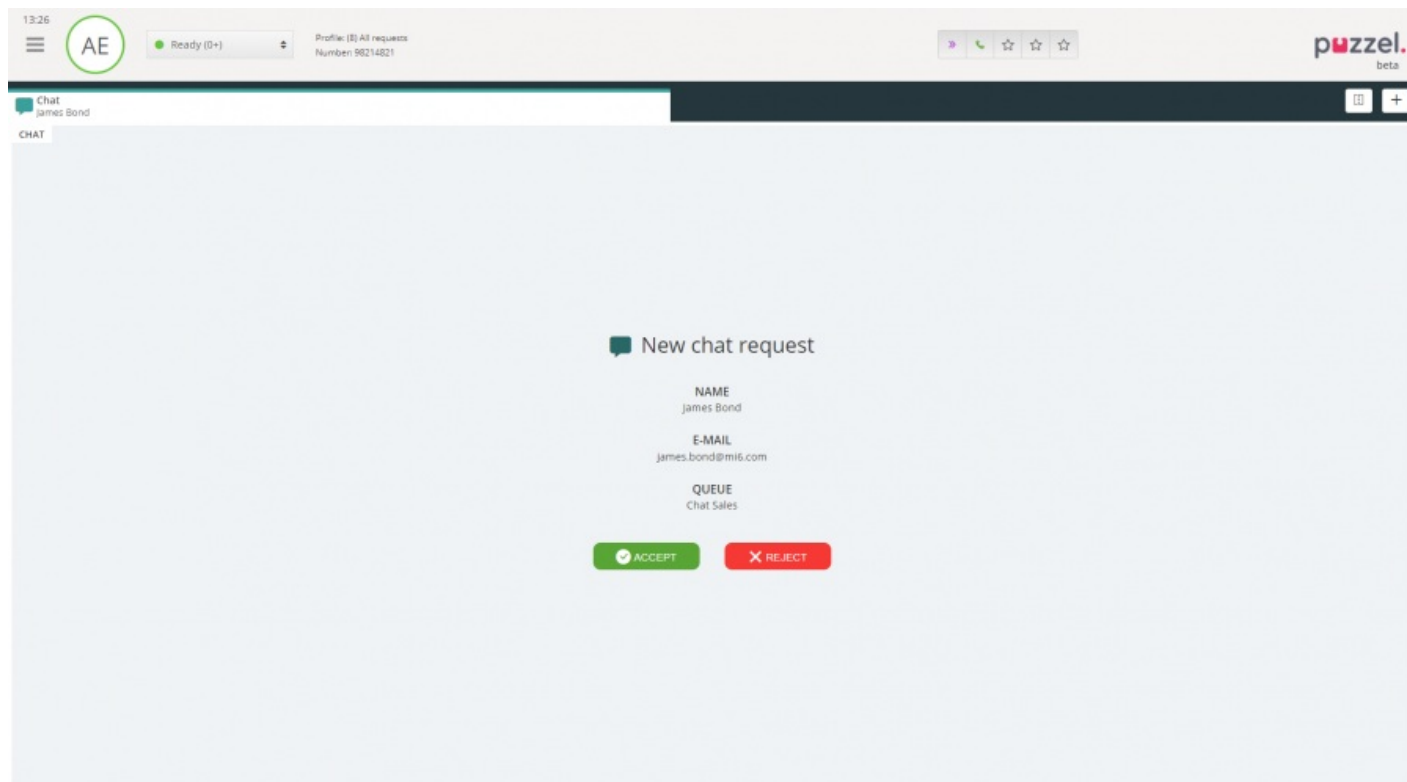 13:26
AE
Ready (0+)
Profile: (8) All requests
Number: 98214821
puzzel.
beta
Chat
James Bond
CHAT
New chat request
NAME
James Bond
E-MAIL
james.bond@mi6.com
QUEUE
Chat Sales
ACCEPT
REJECT